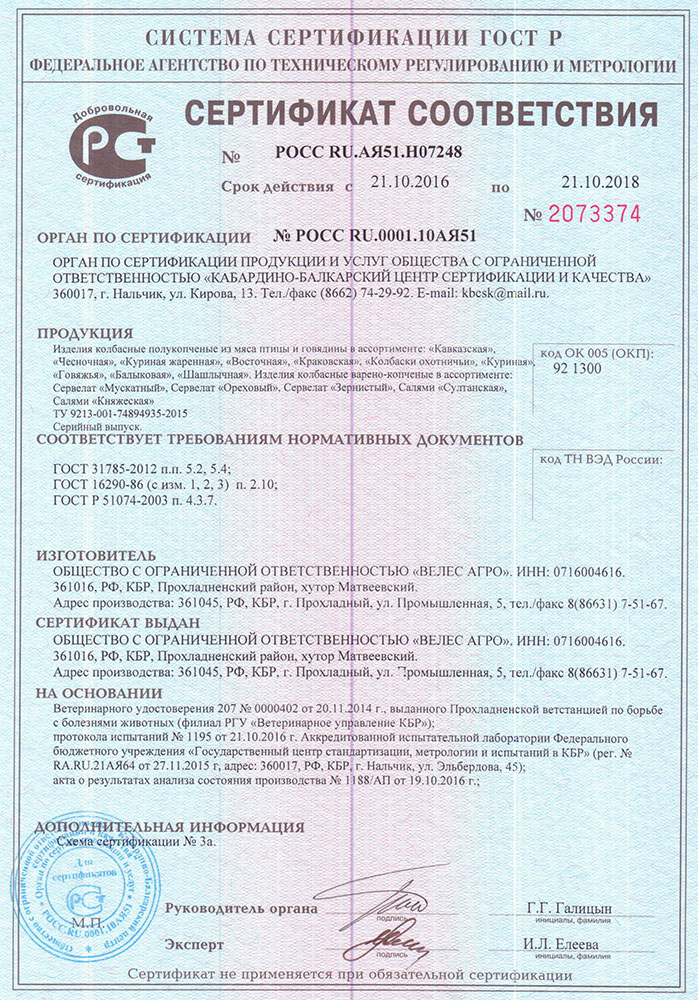 СИСТЕМА СЕРТИФИКАЦИИ ГОСТ Р
ФЕДЕРАЛЬНОЕ АГЕНТСТВО ПО ТЕХНИЧЕСКОМУ РЕГУЛИРОВАНИЮ И МЕТРОЛОГИИ
Добровольная
сертификация
СЕРТИФИКАТ СООТВЕТСТВИЯ
№ РОСС RU.АЯ51.Н07248
Срок действия с 21.10.2016 по 21.10.2018
№ 2073374
ОРГАН ПО СЕРТИФИКАЦИИ № РОСС RU.0001.10АЯ51
ОРГАН ПО СЕРТИФИКАЦИИ ПРОДУКЦИИ И УСЛУГ ОБЩЕСТВА С ОГРАНИЧЕННОЙ
ОТВЕТСТВЕННОСТЬЮ «КАБАРДИНО-БАЛКАРСКИЙ ЦЕНТР СЕРТИФИКАЦИИ И КАЧЕСТВА»
360017, г. Нальчик, ул. Кирова, 13. Тел./факс (8662) 74-29-92. E-mail: kbcsk@mail.ru.
ПРОДУКЦИЯ
Изделия колбасные полукопченые из мяса птицы и говядины в ассортименте: «Кавказская»,
«Чесночная», «Куриная жаренная», «Восточная», «Краковская», «Колбаски охотничьи», «Куриная»,
«Говяжья», «Балыковая», «Шашлычная». Изделия колбасные варено-копченые в ассортименте:
Сервелат «Мускатный», Сервелат «Ореховый», Сервелат «Зернистый», Салями «Султанская»,
Салями «Княжеская»
ТУ 9213-001-74894935-2015
Серийный выпуск.
код ОК 005 (ОКП):
92 1300
СООТВЕТСТВУЕТ ТРЕБОВАНИЯМ НОРМАТИВНЫХ ДОКУМЕНТОВ
код ТН ВЭД России:
ГОСТ 31785-2012 п.п. 5.2, 5.4;
ГОСТ 16290-86 (с изм. 1, 2, 3) п. 2.10;
ГОСТ Р 51074-2003 п. 4.3.7.
ИЗГОТОВИТЕЛЬ
ОБЩЕСТВО С ОГРАНИЧЕННОЙ ОТВЕТСТВЕННОСТЬЮ «ВЕЛЕС АГРО». ИНН: 0716004616.
361016, РФ, КБР, Прохладненский район, хутор Матвеевский.
Адрес производства: 361045, РФ, КБР, г. Прохладный, ул. Промышленная, 5, тел./факс 8(86631) 7-51-67.
СЕРТИФИКАТ ВЫДАН
ОБЩЕСТВО С ОГРАНИЧЕННОЙ ОТВЕТСТВЕННОСТЬЮ «ВЕЛЕС АГРО». ИНН: 0716004616.
361016, РФ, КБР, Прохладненский район, хутор Матвеевский.
Адрес производства: 361045, РФ, КБР, г. Прохладный, ул. Промышленная, 5, тел./факс 8(86631) 7-51-67.
НА ОСНОВАНИИ
Ветеринарного удостоверения 207 № 0000402 от 20.11.2014 г., выданного Прохладненской ветстанцией по борьбе
с болезнями животных (филиал РГУ «Ветеринарное управление КБР»);
протокола испытаний № 1195 от 21.10.2016 г. Аккредитованной испытательной лаборатории Федерального
бюджетного учреждения «Государственный центр стандартизации, метрологии и испытаний в КБР» (рег. №
RA.RU.21АЯ64 от 27.11.2015 г, адрес: 360017, РФ, КБР, г. Нальчик, ул. Эльбердова, 45);
акта о результатах анализа состояния производства № 1188/АП от 19.10.2016 г.;
ДОПОЛНИТЕЛЬНАЯ ИНФОРМАЦИЯ
Схема сертификации № 3а.
Для
сертификатов
РОСС.RU.0001.10АЯ51
М.П.
Руководитель органа
подпись
Г.Г. Галицын
инициалы, фамилия
Эксперт
подпись
И.Л. Елеева
инициалы, фамилия
Сертификат не применяется при обязательной сертификации